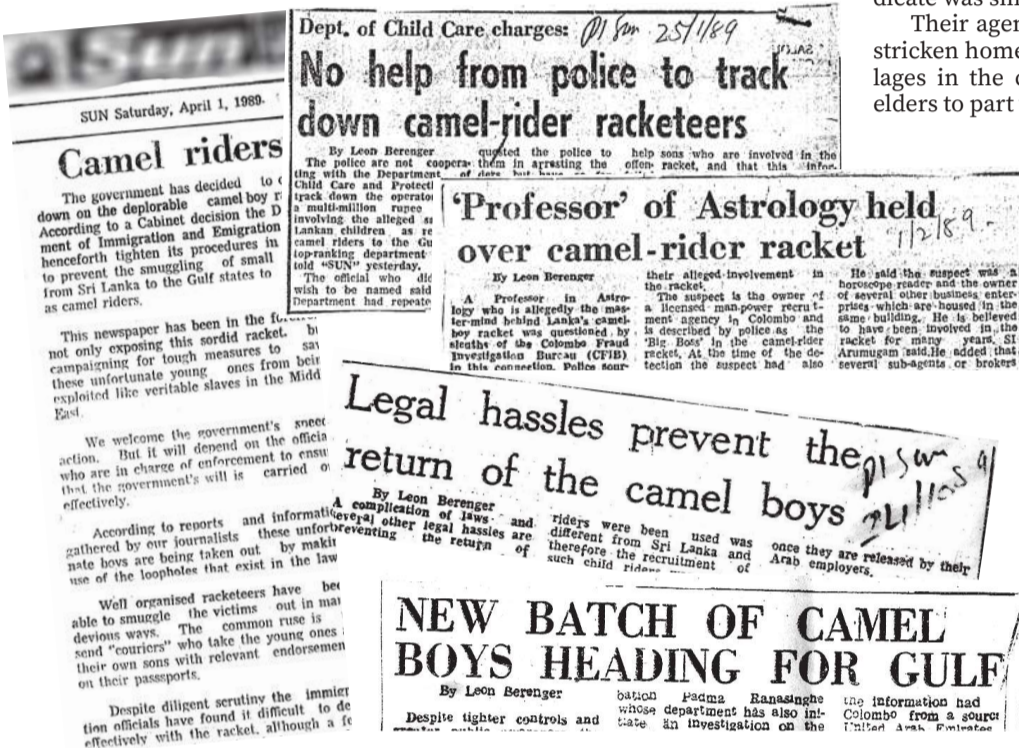 Sun
SUN Saturday, April 1, 1989.
Camel riders
The government has decided to
down on the deplorable camel boy
According to a Cabinet decision the D
ment of Immigration and Emigration
henceforth tighten its procedures in
to prevent the smuggling of small
from Sri Lanka to the Gulf states to
as camel riders.
This newspaper has been in the
not only exposing this sordid racket.
campaigning for tough measures to
these unfortunate young ones from bein
exploited like veritable slaves in the Midd
East.
We welcome the government's
action. But it will depend on the officia
who are in charge of enforcement to ensu
that the government's will is carried o
effectively.
According to reports and informati
gathered by our journalists these unfor
nate boys are being taken out by makin
use of the loopholes that exist in the law
Well organised racketeers have
able to smuggle the victims out in
devious ways. The common ruse is
send "couriers" who take the young ones
their own sons with relevant endorsemen
on their passports.
Despite diligent scrutiny the immigr
tion officials have found it difficult to de
effectively with the racket, although a fe
Dept. of Child Care charges:
p1 Sun 25/1/89
No help from police to track
down camel-rider racketeers
By Leon Berenger
The police are not coopera-
ting with the Department
Child Care and Protecti
track down the operator
a multi-million rupee
involving the alleged
Lankan children as re
camel riders to the Gu
top-ranking department
told "SUN" yesterday.
The official who did
wish to be named said
Department had repeate
quested the police to help
them in arresting the offen-
sons who are involved in the
racket, and that this infor-
dicate was
Their agen
stricken home
lages in the
elders to part
'Professor' of Astrology held
over camel-rider racket
1/2/89.
By Leon Berenger
A Professor in Astro-
logy who is allegedly the mas-
ter-mind behind Lanka's camel-
boy racket was questioned by
sleuths of the Colombo Fraud
Investigation Bureau (CFIB)
in this connection. Police sour-
their alleged involvement in
the racket.
The suspect is the owner of
a licensed man-power recruit-
ment agency in Colombo and
is described by police as the
'Big Boss' in the camel-rider
racket. At the time of the de-
tection the suspect had also
He said the suspect was a
horoscope reader and the owner
of several other business enter-
prises which are housed in the
same building. He is believed
to have been involved in the
racket for many years, SI
Arumugam said. He added that
several sub-agents or brokers
Legal hassles prevent the
return of the camel boys
p1 Sun
By Leon Berenger
A complication of laws and
several other legal hassles are
preventing the return of
riders were been used was
different from Sri Lanka and
therefore the recruitment of
such child riders
once they are released by their
Arab employers.
NEW BATCH OF CAMEL
BOYS HEADING FOR GULF
By Leon Berenger
Despite tighter controls and
bation Padma Ranasinghe
whose department has also ini-
tiate an investigation on the
the information had
Colombo from a source
United Arab Emirates